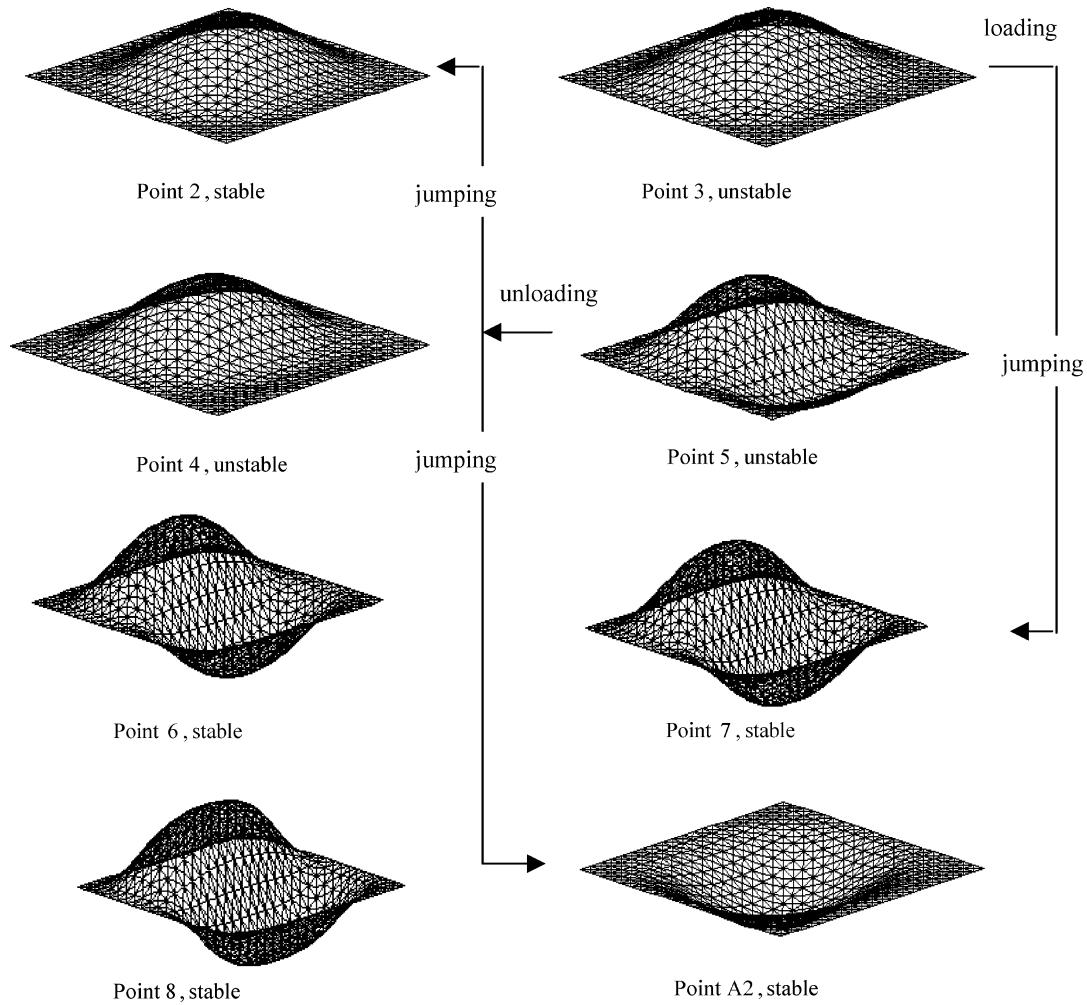 loading
Point 2, stable
jumping
Point 3, unstable
unloading
jumping
Point 4, unstable
jumping
Point 5, unstable
Point 6, stable
Point 7, stable
Point 8, stable
Point A2, stable